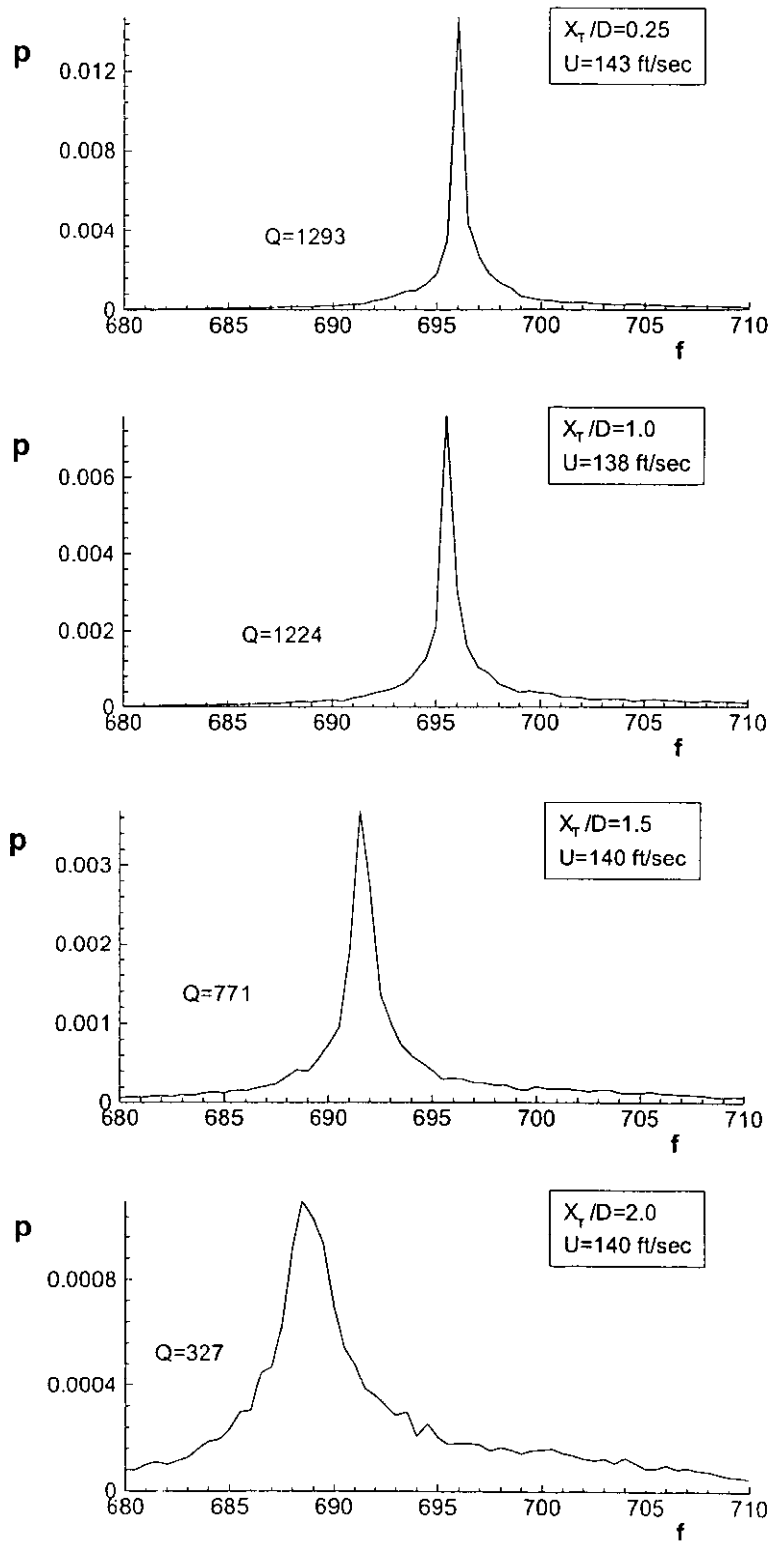 X_T /D=0.25
U=143 ft/sec
p
0.012
0.008
0.004
0
Q=1293
680 685 690 695 700 705 710
f
X_T /D=1.0
U=138 ft/sec
p
0.006
0.004
0.002
0
Q=1224
680 685 690 695 700 705 710
f
X_T /D=1.5
U=140 ft/sec
p
0.003
0.002
0.001
0
Q=771
680 685 690 695 700 705 710
f
X_T /D=2.0
U=140 ft/sec
p
0.0008
0.0004
0
Q=327
680 685 690 695 700 705 710
f